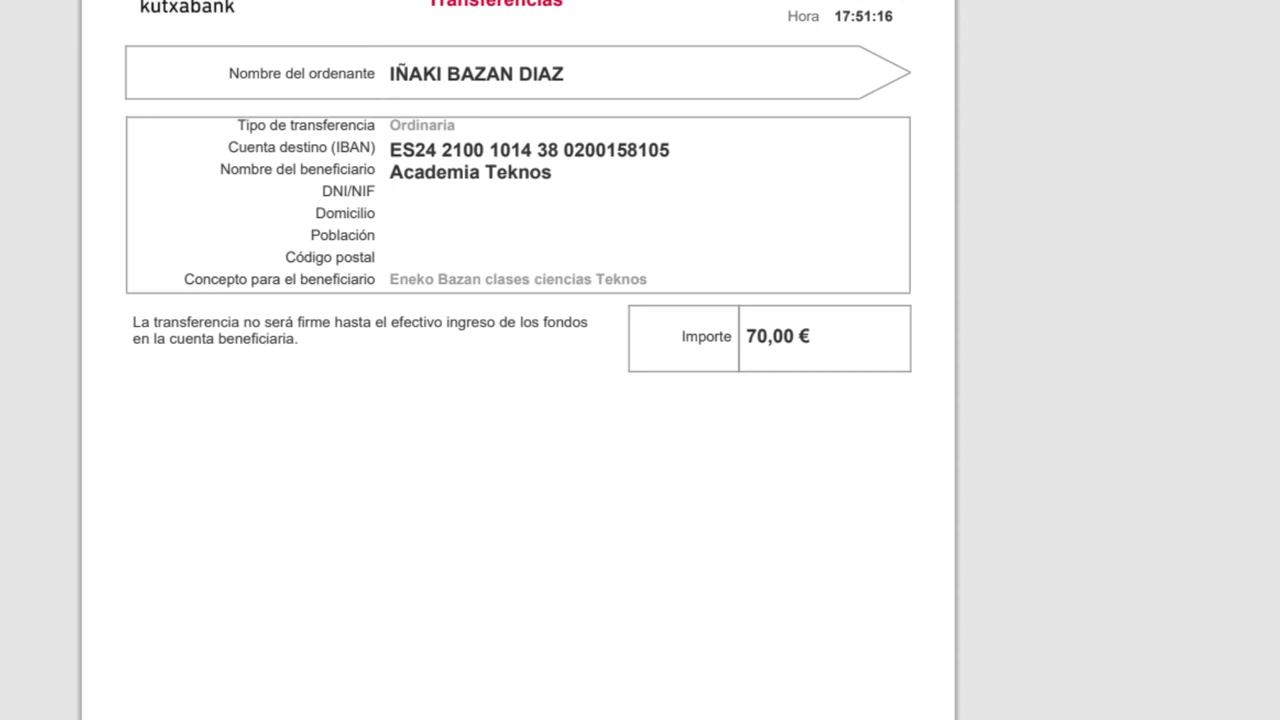 kutxabank
Transferencias
Hora 17:51:16
Nombre del ordenante IÑAKI BAZAN DIAZ
Tipo de transferencia Ordinaria
Cuenta destino (IBAN) ES24 2100 1014 38 0200158105
Nombre del beneficiario Academia Teknos
DNI/NIF
Domicilio
Población
Código postal
Concepto para el beneficiario Eneko Bazan clases ciencias Teknos
La transferencia no será firme hasta el efectivo ingreso de los fondos
en la cuenta beneficiaria.
Importe 70,00 €